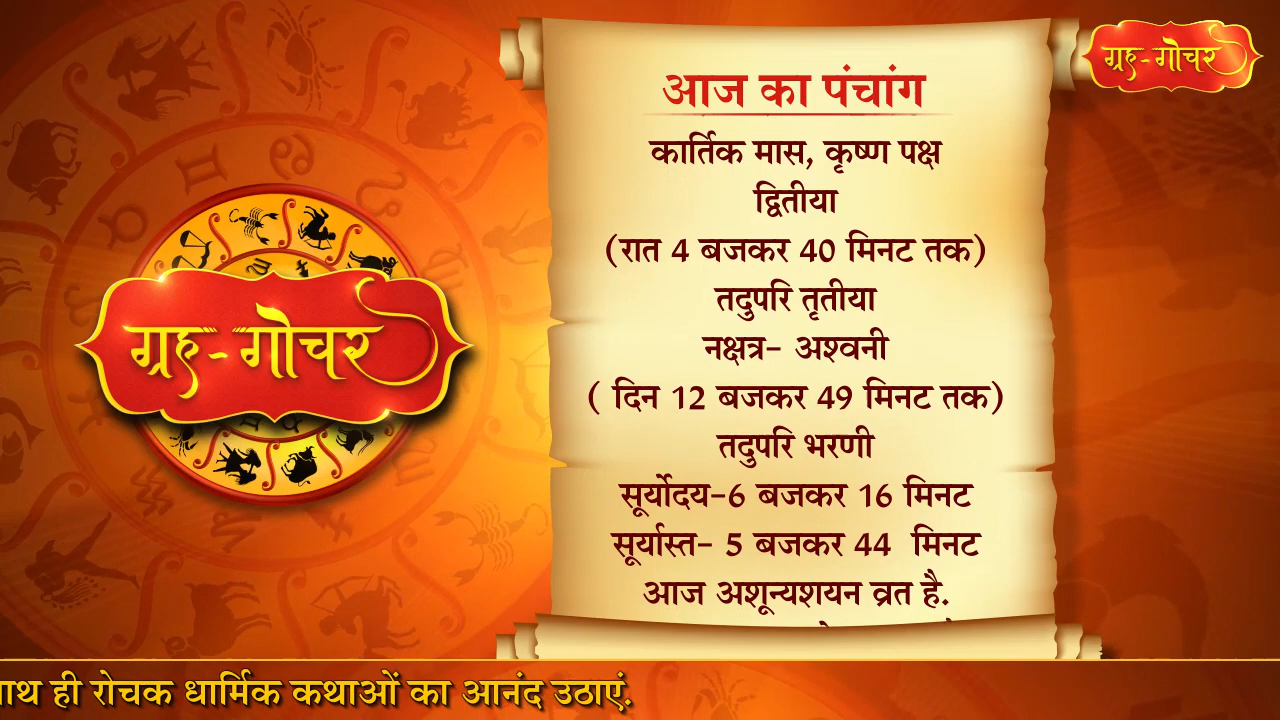 ग्रह-गोचर
आज का पंचांग
कार्तिक मास, कृष्ण पक्ष
द्वितीया
(रात 4 बजकर 40 मिनट तक)
तदुपरि तृतीया
नक्षत्र- अश्वनी
( दिन 12 बजकर 49 मिनट तक)
तदुपरि भरणी
सूर्योदय-6 बजकर 16 मिनट
सूर्यास्त- 5 बजकर 44 मिनट
आज अशून्यशयन व्रत है.
ग्रह-गोचर
ही रोचक धार्मिक कथाओं का आनंद उठाएं.